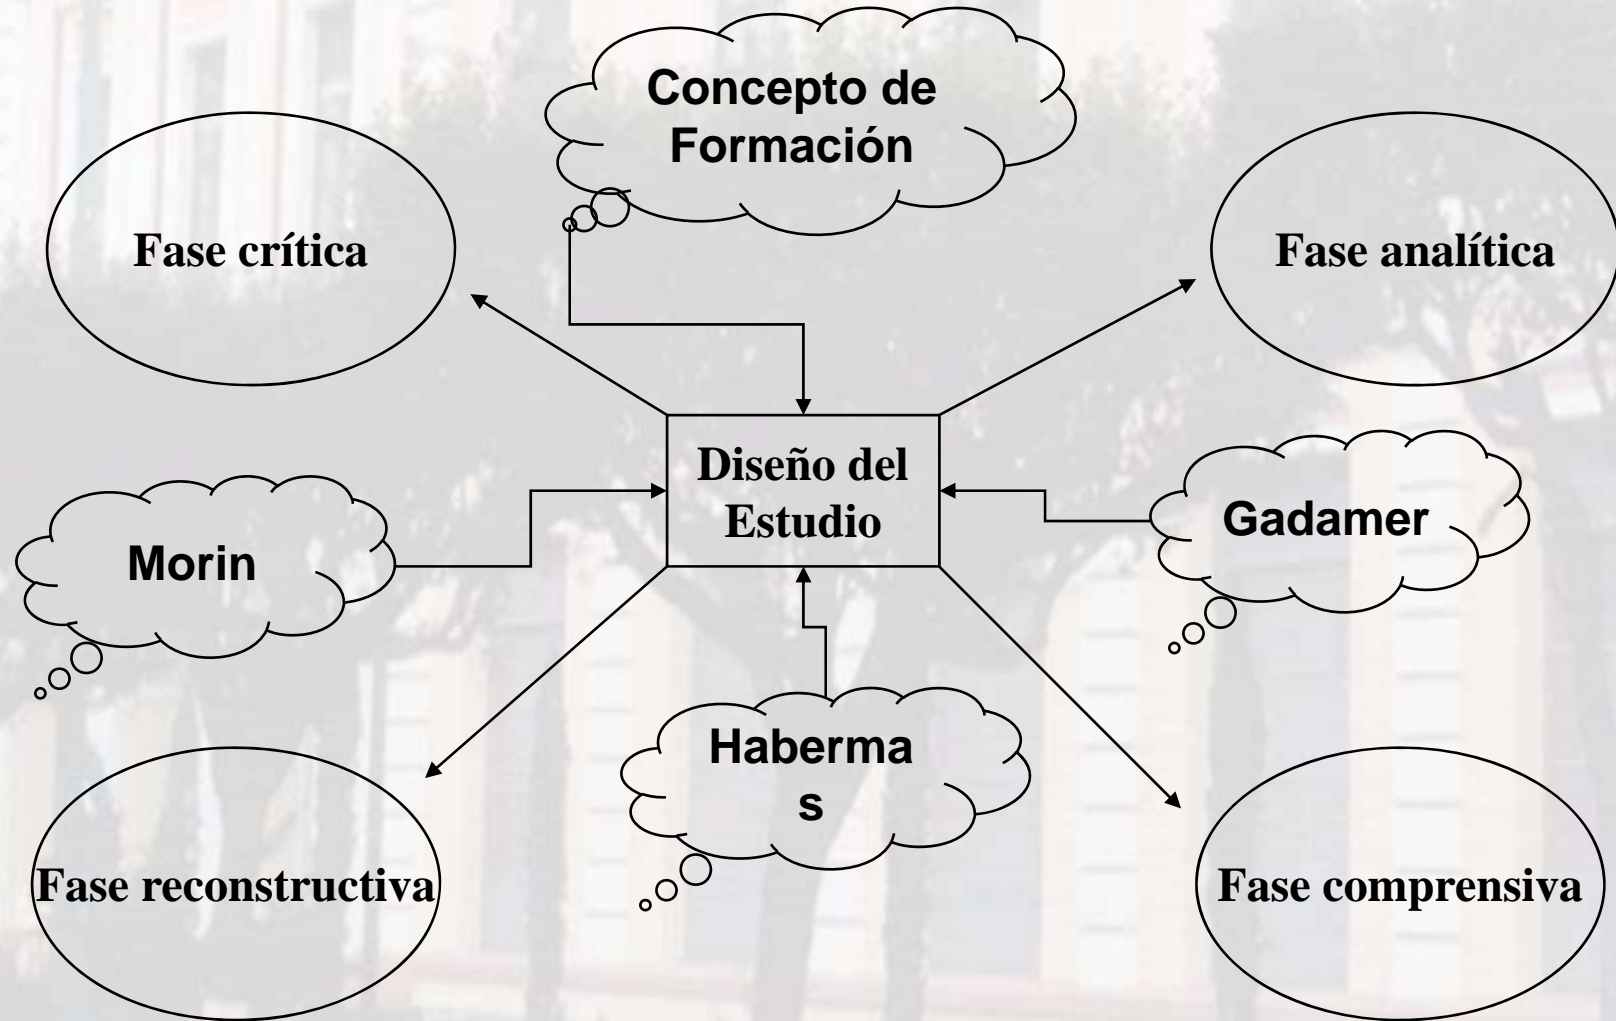 Concepto de
Formación
Fase crítica
Fase analítica
Diseño del
Estudio
Morin
Gadamer
Haberma
s
Fase reconstructiva
Fase comprensiva